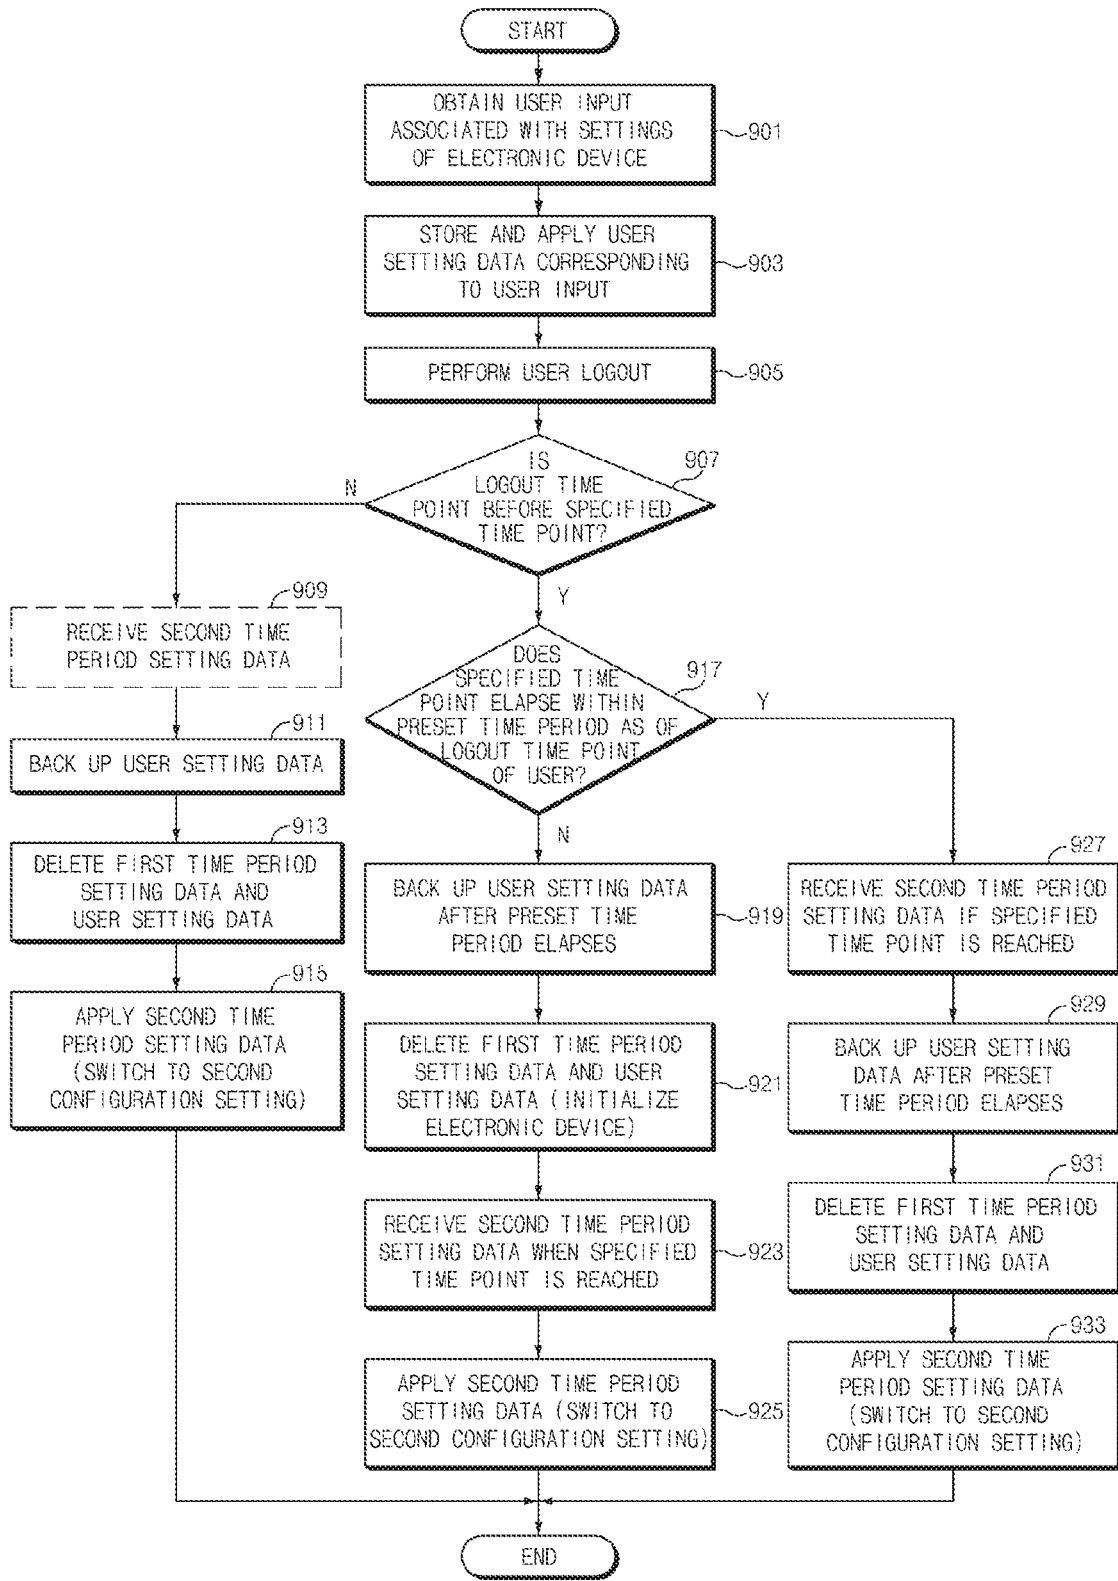 START
OBTAIN USER INPUT
ASSOCIATED WITH SETTINGS
OF ELECTRONIC DEVICE
901
STORE AND APPLY USER
SETTING DATA CORRESPONDING
TO USER INPUT
903
PERFORM USER LOGOUT
905
IS
LOGOUT TIME
POINT BEFORE SPECIFIED
TIME POINT?
907
N
Y
909
RECEIVE SECOND TIME
PERIOD SETTING DATA
911
BACK UP USER SETTING DATA
913
DELETE FIRST TIME PERIOD
SETTING DATA AND
USER SETTING DATA
915
APPLY SECOND TIME
PERIOD SETTING DATA
(SWITCH TO SECOND
CONFIGURATION SETTING)
DOES
SPECIFIED TIME
POINT ELAPSE WITHIN
PRESET TIME PERIOD AS OF
LOGOUT TIME POINT
OF USER?
917
Y
N
BACK UP USER SETTING DATA
AFTER PRESET TIME
PERIOD ELAPSES
919
DELETE FIRST TIME PERIOD
SETTING DATA AND USER
SETTING DATA (INITIALIZE
ELECTRONIC DEVICE)
921
RECEIVE SECOND TIME PERIOD
SETTING DATA WHEN SPECIFIED
TIME POINT IS REACHED
923
APPLY SECOND TIME PERIOD
SETTING DATA (SWITCH TO
SECOND CONFIGURATION SETTING)
925
927
RECEIVE SECOND TIME PERIOD
SETTING DATA IF SPECIFIED
TIME POINT IS REACHED
929
BACK UP USER SETTING
DATA AFTER PRESET
TIME PERIOD ELAPSES
931
DELETE FIRST TIME PERIOD
SETTING DATA AND
USER SETTING DATA
933
APPLY SECOND TIME
PERIOD SETTING DATA
(SWITCH TO SECOND
CONFIGURATION SETTING)
END